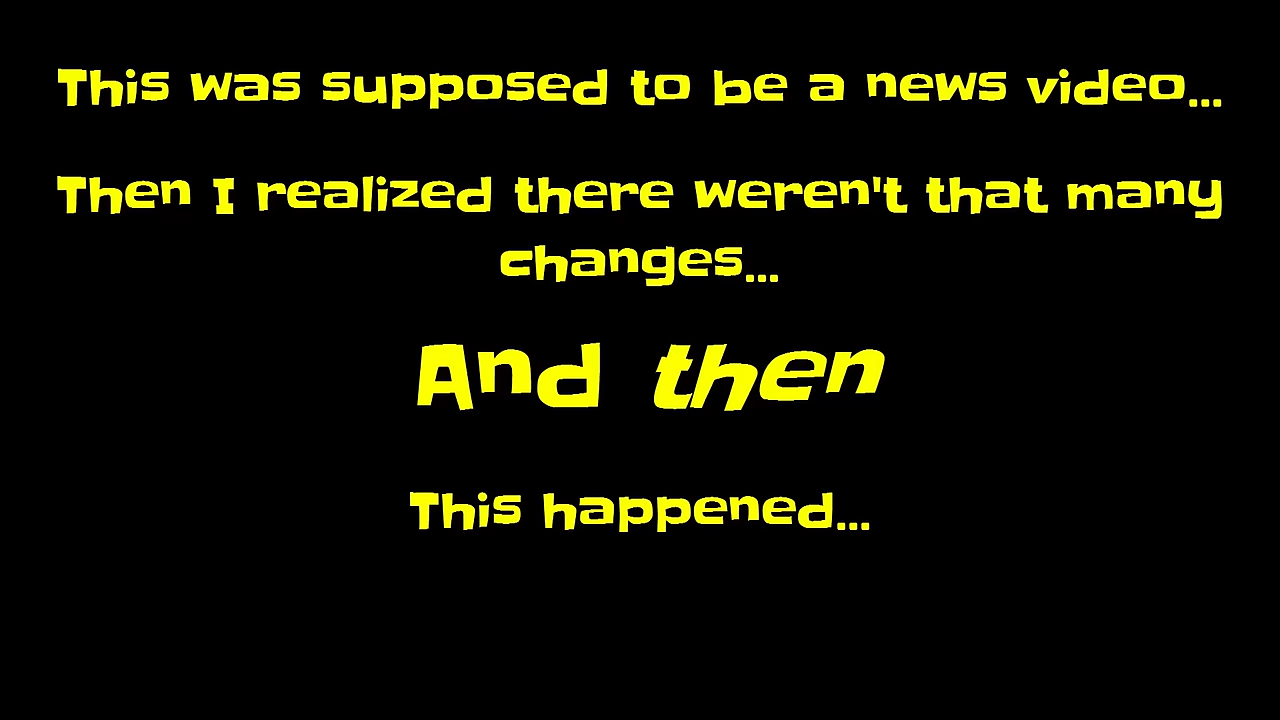 This was supposed to be a news video...
Then I realized there weren't that many
changes...
And then
This happened...